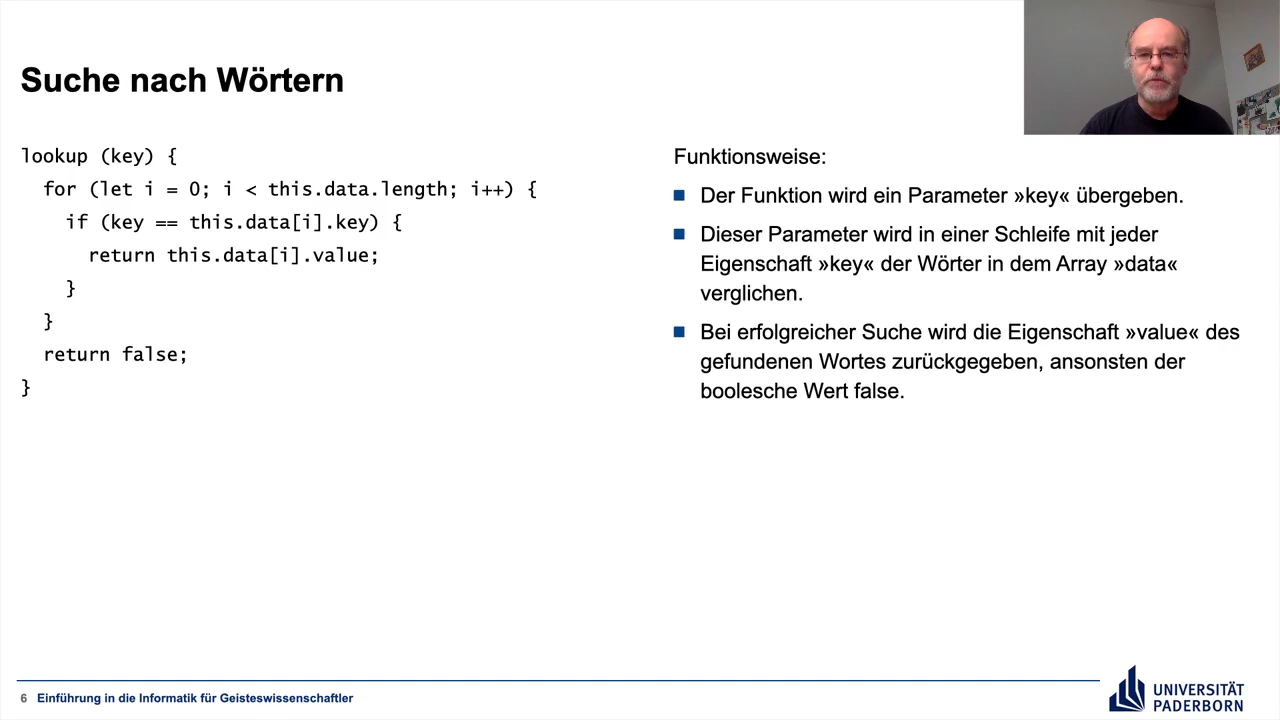 Suche nach Wörtern
lookup (key) {
for (let i = 0; i < this.data.length; i++) {
if (key == this.data[i].key) {
return this.data[i].value;
}
}
return false;
}
Funktionsweise:
Der Funktion wird ein Parameter »key« übergeben.
Dieser Parameter wird in einer Schleife mit jeder
Eigenschaft »key« der Wörter in dem Array »data«
verglichen.
Bei erfolgreicher Suche wird die Eigenschaft »value« des
gefundenen Wortes zurückgegeben, ansonsten der
boolesche Wert false.
6 Einführung in die Informatik für Geisteswissenschaftler
UNIVERSITÄT
PADERBORN